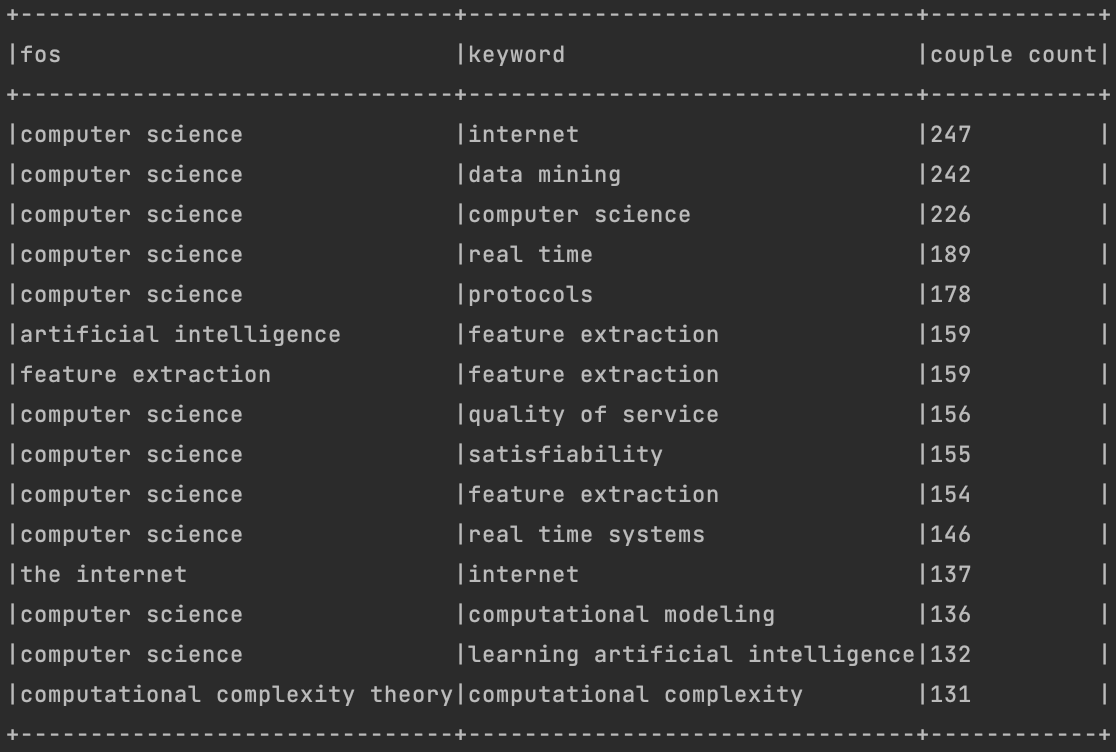 +-------------------------------+--------------------------------+------------+
|fos                            |keyword                         |couple count|
+-------------------------------+--------------------------------+------------+
|computer science               |internet                        |247         |
|computer science               |data mining                     |242         |
|computer science               |computer science                |226         |
|computer science               |real time                       |189         |
|computer science               |protocols                       |178         |
|artificial intelligence        |feature extraction              |159         |
|feature extraction             |feature extraction              |159         |
|computer science               |quality of service              |156         |
|computer science               |satisfiability                  |155         |
|computer science               |feature extraction              |154         |
|computer science               |real time systems               |146         |
|the internet                   |internet                        |137         |
|computer science               |computational modeling          |136         |
|computer science               |learning artificial intelligence|132         |
|computational complexity theory|computational complexity        |131         |
+-------------------------------+--------------------------------+------------+